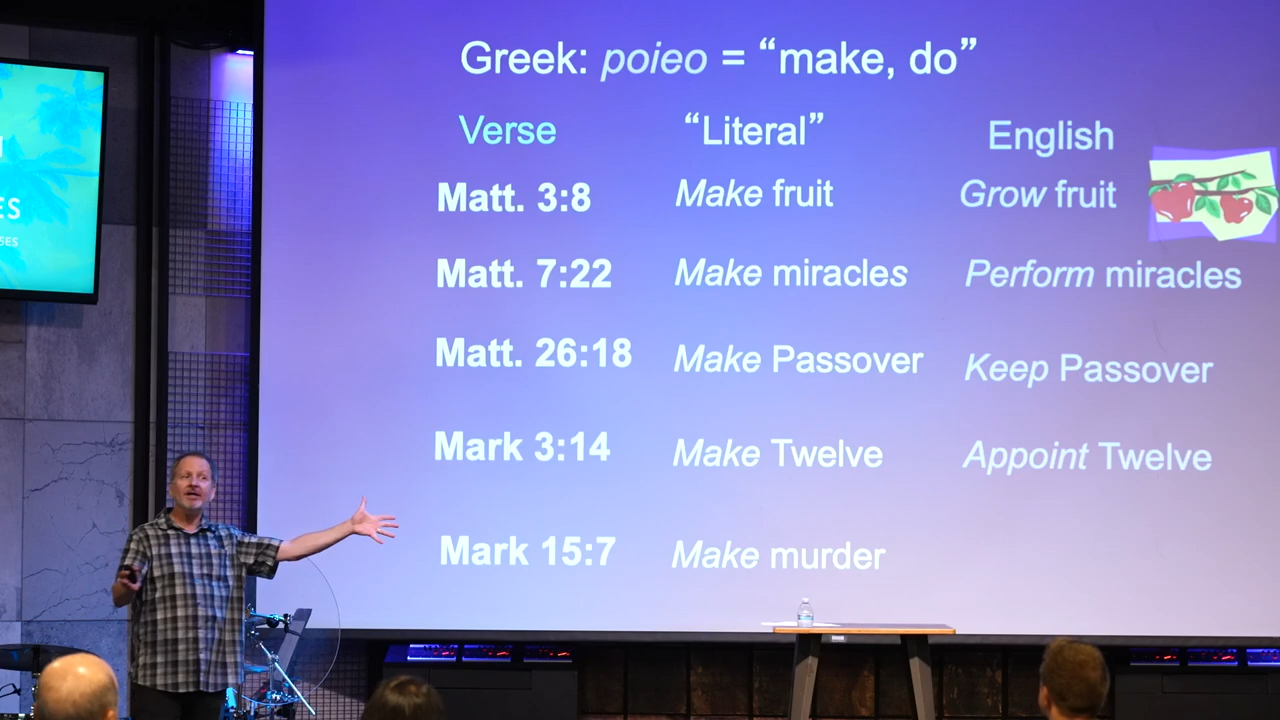 Greek: poieo = “make, do”
Verse “Literal” English
Matt. 3:8 Make fruit Grow fruit
Matt. 7:22 Make miracles Perform miracles
Matt. 26:18 Make Passover Keep Passover
Mark 3:14 Make Twelve Appoint Twelve
Mark 15:7 Make murder